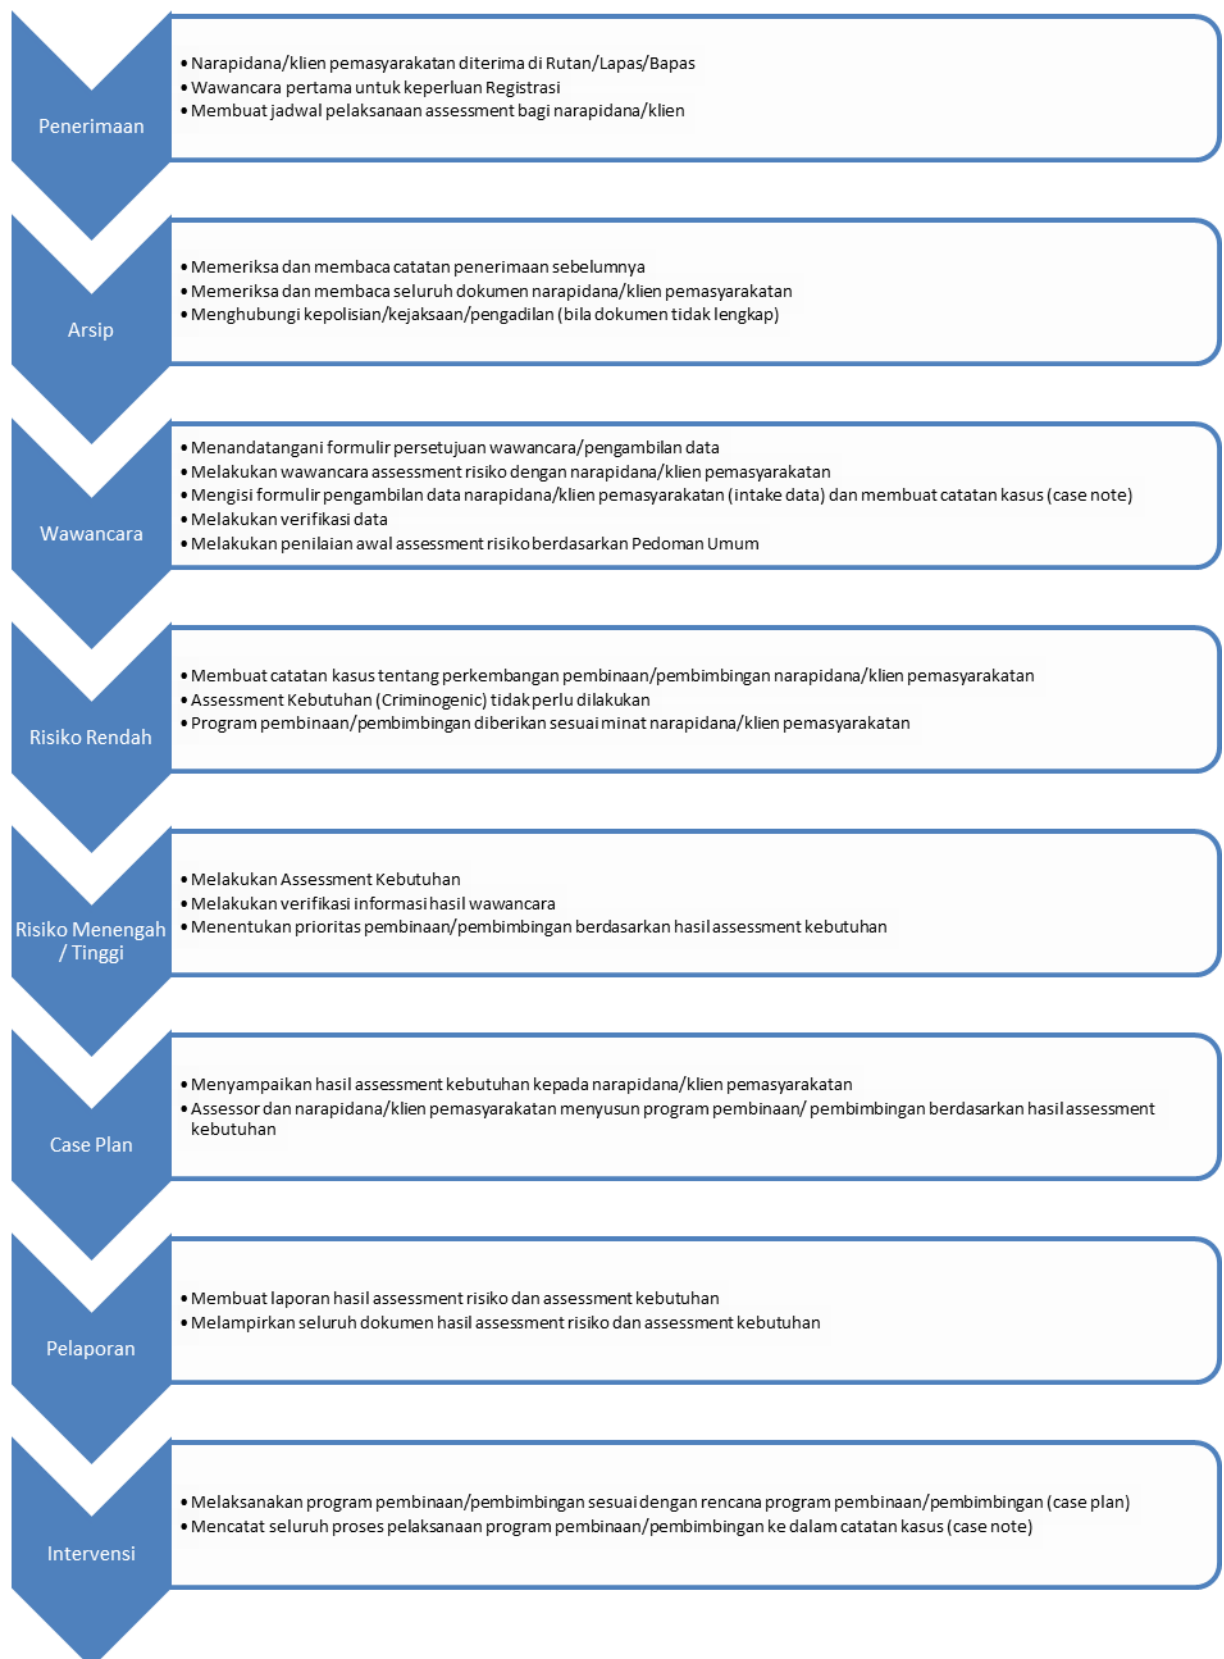 Penerimaan
• Narapidana/klien pemasyarakatan diterima di Rutan/Lapas/Bapas
• Wawancara pertama untuk keperluan Registrasi
• Membuat jadwal pelaksanaan assessment bagi narapidana/klien
Arsip
• Memeriksa dan membaca catatan penerimaan sebelumnya
• Memeriksa dan membaca seluruh dokumen narapidana/klien pemasyarakatan
• Menghubungi kepolisian/kejaksaan/pengadilan (bila dokumen tidak lengkap)
Wawancara
• Menandatangani formulir persetujuan wawancara/pengambilan data
• Melakukan wawancara assessment risiko dengan narapidana/klien pemasyarakatan
• Mengisi formulir pengambilan data narapidana/klien pemasyarakatan (intake data) dan membuat catatan kasus (case note)
• Melakukan verifikasi data
• Melakukan penilaian awal assessment risiko berdasarkan Pedoman Umum
Risiko Rendah
• Membuat catatan kasus tentang perkembangan pembinaan/pembimbingan narapidana/klien pemasyarakatan
• Assessment Kebutuhan (Criminogenic) tidak perlu dilakukan
• Program pembinaan/pembimbingan diberikan sesuai minat narapidana/klien pemasyarakatan
Risiko Menengah
/ Tinggi
• Melakukan Assessment Kebutuhan
• Melakukan verifikasi informasi hasil wawancara
• Menentukan prioritas pembinaan/pembimbingan berdasarkan hasil assessment kebutuhan
Case Plan
• Menyampaikan hasil assessment kebutuhan kepada narapidana/klien pemasyarakatan
• Assessor dan narapidana/klien pemasyarakatan menyusun program pembinaan/ pembimbingan berdasarkan hasil assessment
kebutuhan
Pelaporan
• Membuat laporan hasil assessment risiko dan assessment kebutuhan
• Melampirkan seluruh dokumen hasil assessment risiko dan assessment kebutuhan
Intervensi
• Melaksanakan program pembinaan/pembimbingan sesuai dengan rencana program pembinaan/pembimbingan (case plan)
• Mencatat seluruh proses pelaksanaan program pembinaan/pembimbingan ke dalam catatan kasus (case note)